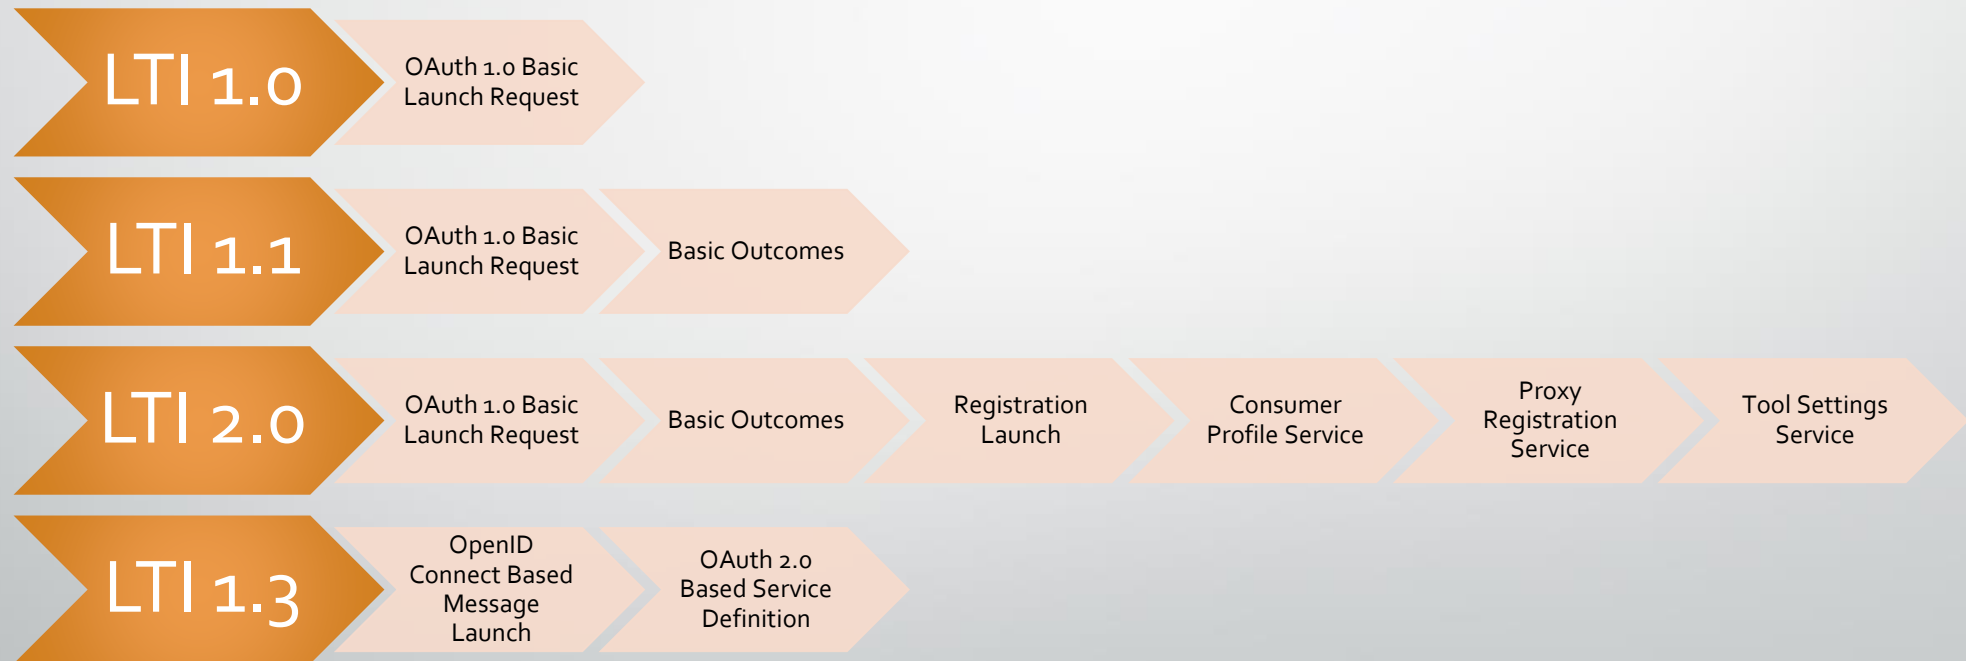 LTI 1.0
OAuth 1.0 Basic
Launch Request
LTI 1.1
OAuth 1.0 Basic
Launch Request
Basic Outcomes
LTI 2.0
OAuth 1.0 Basic
Launch Request
Basic Outcomes
Registration
Launch
Consumer
Profile Service
Proxy
Registration
Service
Tool Settings
Service
LTI 1.3
OpenID
Connect Based
Message
Launch
OAuth 2.0
Based Service
Definition